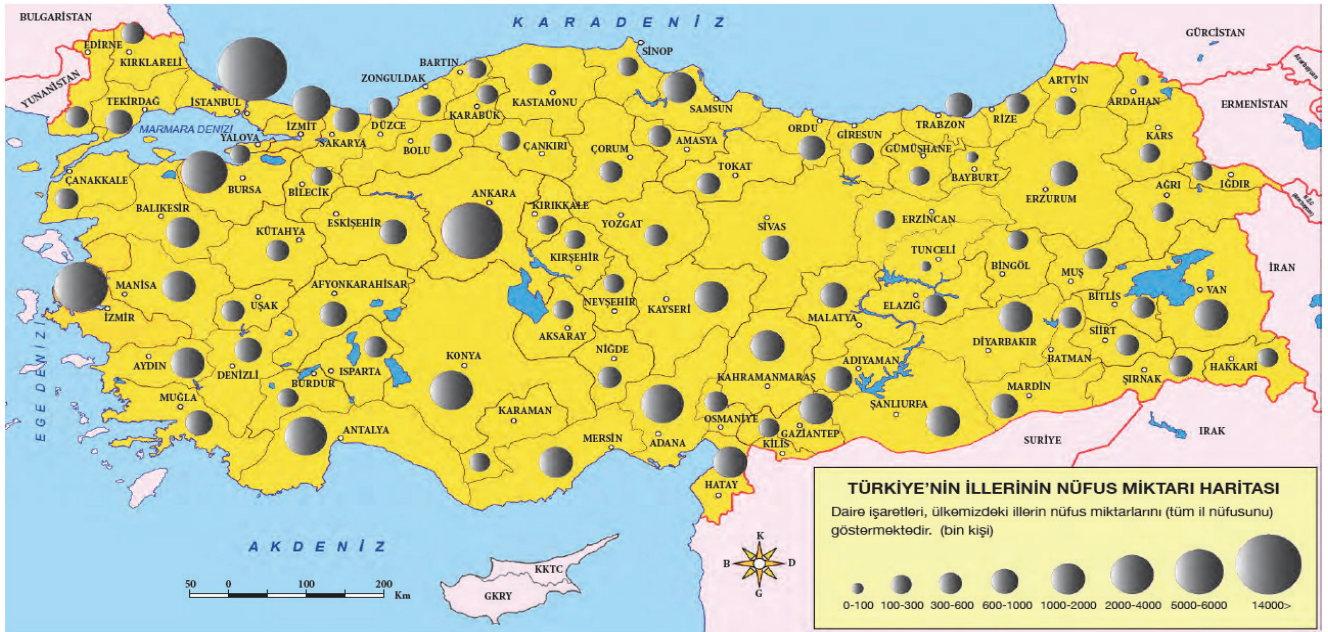 BULGARİSTAN
KARADENİZ
GÜRCİSTAN
EDİRNE
KIRKLARELİ
SİNOP
BARTIN
ZONGULDAK
KASTAMONU
ARTVİN
Azerbaycan
YUNANİSTAN
TEKİRDAĞ
İSTANBUL
KARABÜK
SAMSUN
TRABZON
RİZE
ARDAHAN
ERMENİSTAN
MARMARA DENİZİ
YALOVA
İZMİT
SAKARYA
DÜZCE
BOLU
ÇANKIRI
ÇORUM
AMASYA
ORDU
GİRESUN
GÜMÜŞHANE
BAYBURT
KARS
ÇANAKKALE
BURSA
BİLECİK
TOKAT
ERZURUM
AĞRI
IĞDIR
BALIKESİR
ESKİŞEHİR
ANKARA
KIRIKKALE
YOZGAT
SİVAS
ERZİNCAN
KÜTAHYA
KIRŞEHİR
TUNCELİ
BİNGÖL
MUŞ
İRAN
MANİSA
UŞAK
AFYONKARAHİSAR
NEVŞEHİR
KAYSERİ
MALATYA
ELAZIĞ
BİTLİS
VAN
İZMİR
AKSARAY
DİYARBAKIR
BATMAN
SİİRT
EGE DENİZİ
AYDIN
DENİZLİ
BURDUR
ISPARTA
KONYA
NİĞDE
KAHRAMANMARAŞ
ADIYAMAN
MARDİN
ŞIRNAK
HAKKARİ
MUĞLA
KARAMAN
OSMANİYE
GAZİANTEP
ŞANLIURFA
ANTALYA
MERSİN
ADANA
KİLİS
SURİYE
IRAK
HATAY
AKDENİZ
KKTC
GKRY
50 0 100 200
Km
K
B D
G
TÜRKİYE'NİN İLLERİNİN NÜFUS MİKTARI HARİTASI
Daire işaretleri, ülkemizdeki illerin nüfus miktarlarını (tüm il nüfusunu)
göstermektedir. (bin kişi)
0-100 100-300 300-600 600-1000 1000-2000 2000-4000 5000-6000 14000>